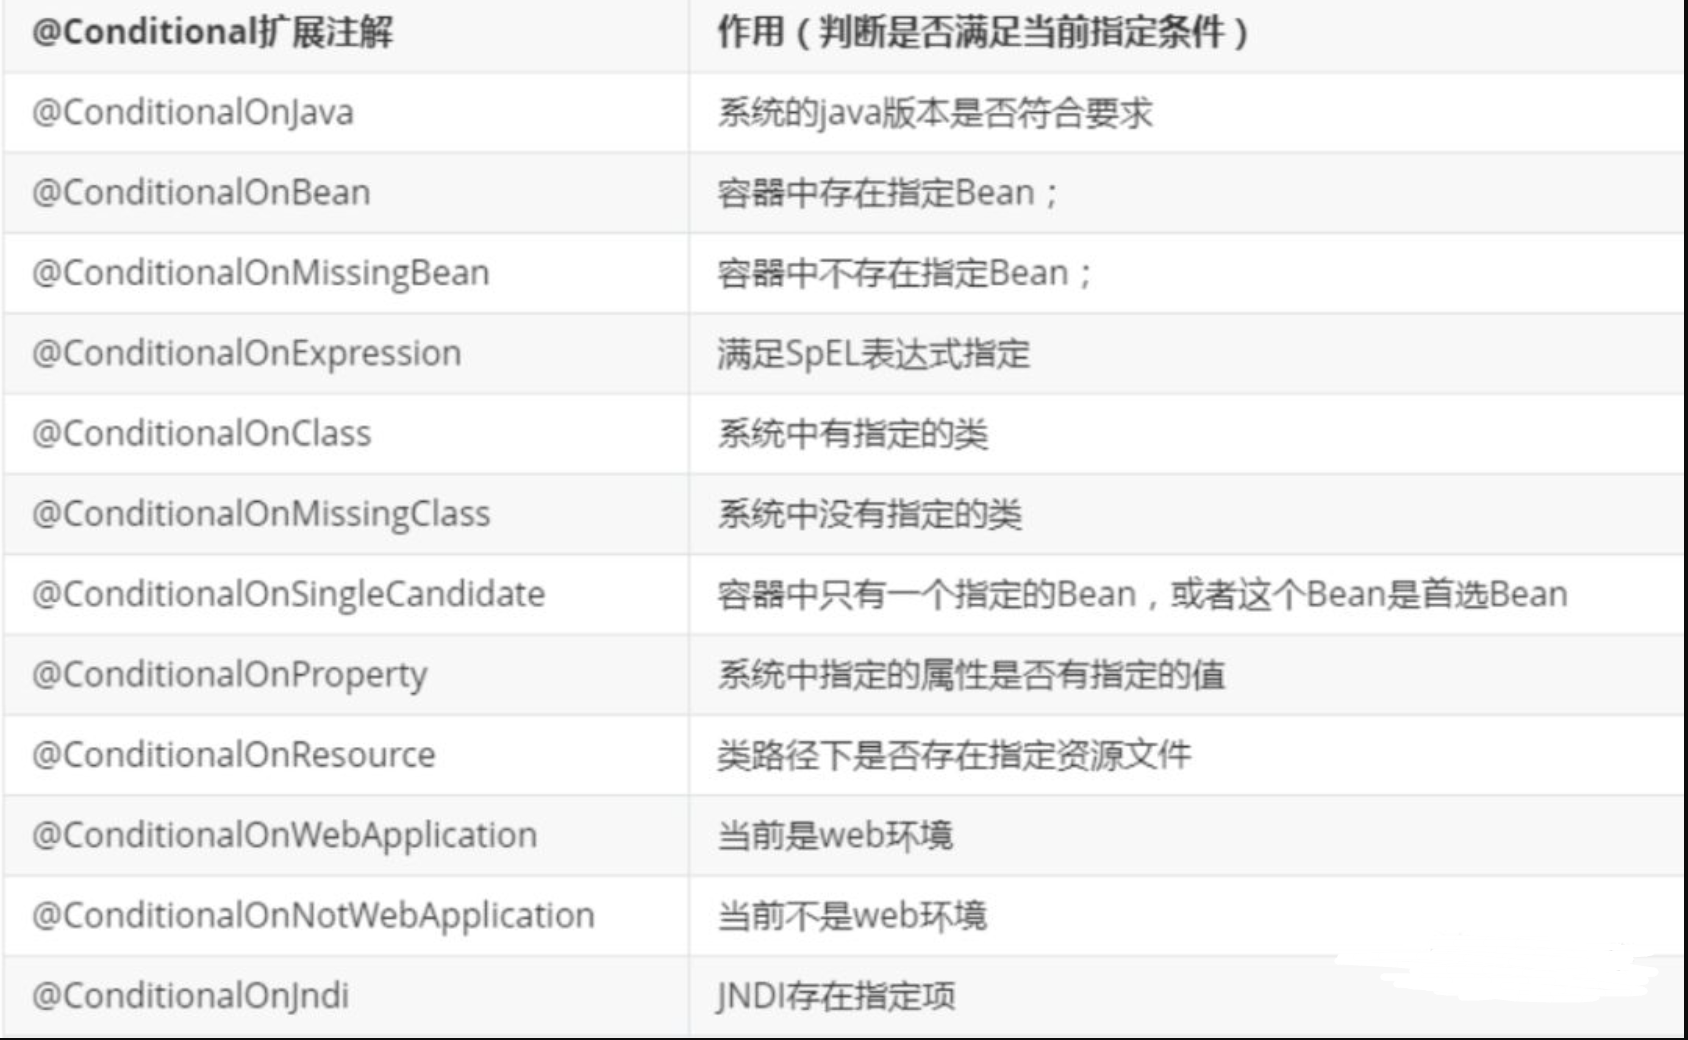 @Conditional扩展注解 作用（判断是否满足当前指定条件）
@ConditionalOnJava 系统的java版本是否符合要求
@ConditionalOnBean 容器中存在指定Bean；
@ConditionalOnMissingBean 容器中不存在指定Bean；
@ConditionalOnExpression 满足SpEL表达式指定
@ConditionalOnClass 系统中有指定的类
@ConditionalOnMissingClass 系统中没有指定的类
@ConditionalOnSingleCandidate 容器中只有一个指定的Bean，或者这个Bean是首选Bean
@ConditionalOnProperty 系统中指定的属性是否有指定的值
@ConditionalOnResource 类路径下是否存在指定资源文件
@ConditionalOnWebApplication 当前是web环境
@ConditionalOnNotWebApplication 当前不是web环境
@ConditionalOnJndi JNDI存在指定项